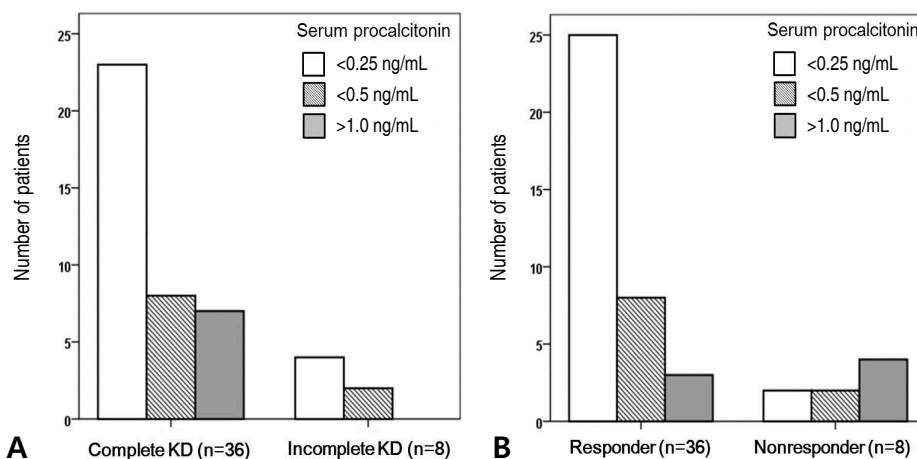 Serum procalcitonin
<0.25 ng/mL
<0.5 ng/mL
>1.0 ng/mL
Number of patients
25
20
15
10
5
0
Complete KD (n=36) Incomplete KD (n=8)
A
Serum procalcitonin
<0.25 ng/mL
<0.5 ng/mL
>1.0 ng/mL
Number of patients
25
20
15
10
5
0
Responder (n=36) Nonresponder (n=8)
B